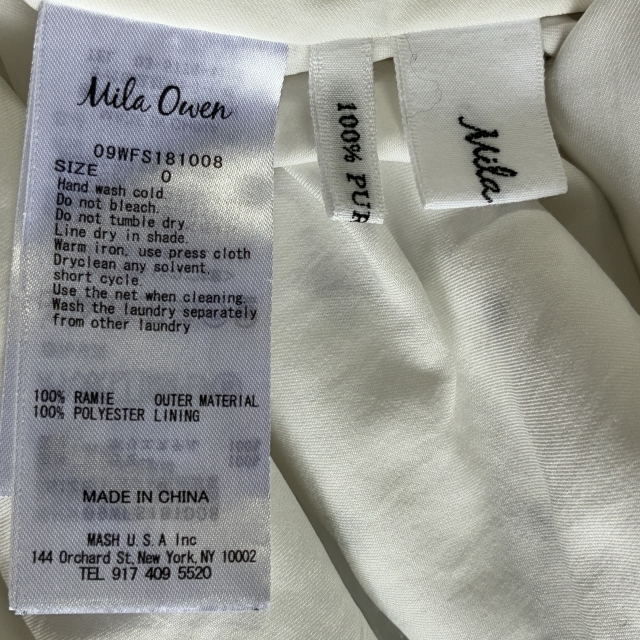 Mila Owen
09WFS181008
SIZE 0
Hand wash cold.
Do not bleach.
Do not tumble dry.
Line dry in shade.
Warm iron, use press cloth
Dryclean any solvent,
short cycle.
Use the net when cleaning.
Wash the laundry separately
from other laundry
100% RAMIE OUTER MATERIAL
100% POLYESTER LINING
MADE IN CHINA
MASH U.S.A Inc
144 Orchard St, New York, NY 10002
TEL 917 409 5520
100% PUR
Mila